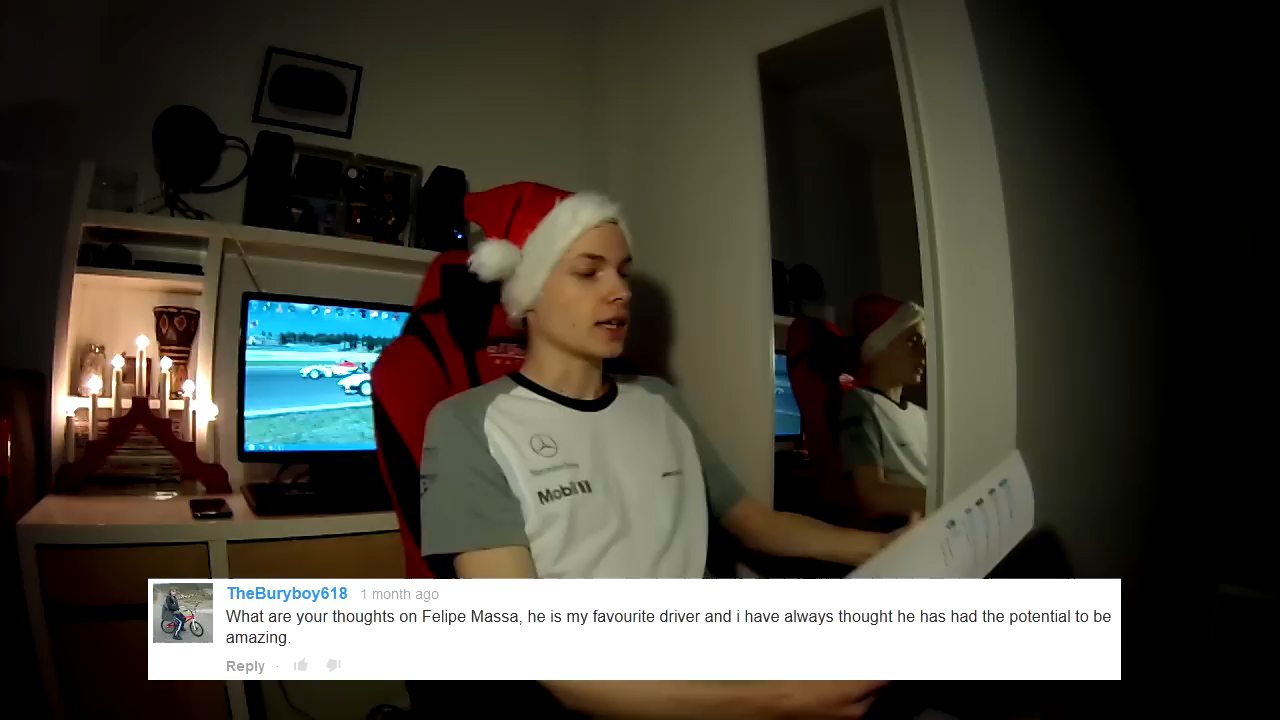 Mobil 1
TheBuryboy618 1 month ago
What are your thoughts on Felipe Massa, he is my favourite driver and i have always thought he has had the potential to be
amazing.
Reply